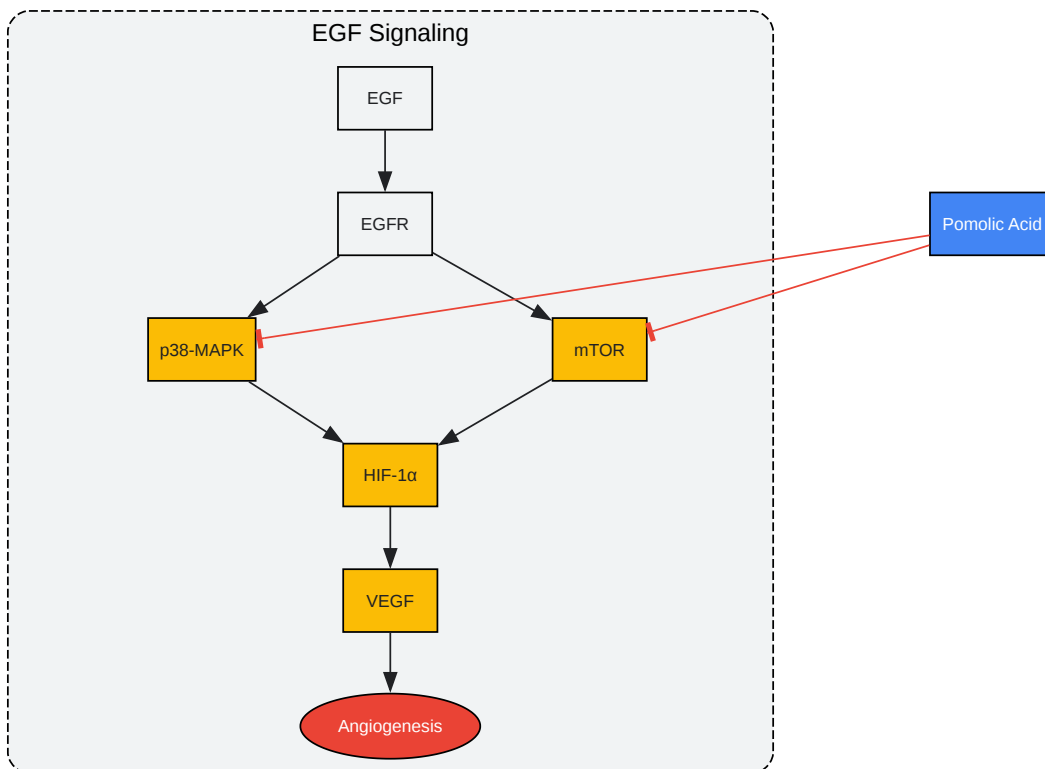 EGF Signaling
EGF
EGFR
Pomolic Acid
p38-MAPK
mTOR
HIF-1α
VEGF
Angiogenesis